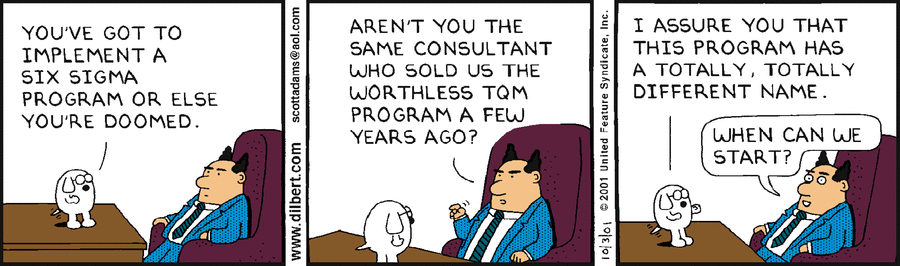 YOU'VE GOT TO
IMPLEMENT A
SIX SIGMA
PROGRAM OR ELSE
YOU'RE DOOMED.
www.dilbert.com scottadams@aol.com
AREN'T YOU THE
SAME CONSULTANT
WHO SOLD US THE
WORTHLESS TQM
PROGRAM A FEW
YEARS AGO?
10/3/01 © 2001 United Feature Syndicate, Inc.
I ASSURE YOU THAT
THIS PROGRAM HAS
A TOTALLY, TOTALLY
DIFFERENT NAME.
WHEN CAN WE
START?